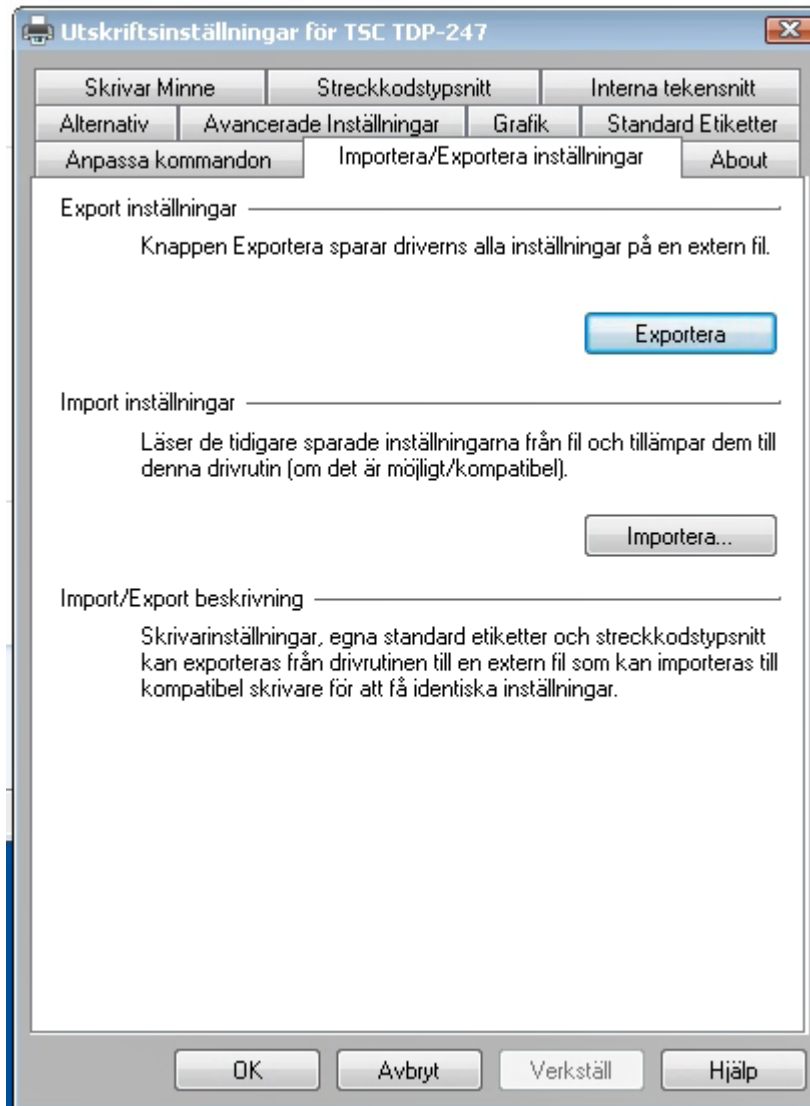 Utskriftsinställningar för TSC TDP-247
Skrivar Minne
Streckkodstypsnitt
Interna tekensnitt
Alternativ
Avancerade Inställningar
Grafik
Standard Etiketter
Anpassa kommandon
Importera/Exportera inställningar
About
Export inställningar
Knappen Exportera sparar driverns alla inställningar på en extern fil.
Exportera
Import inställningar
Läser de tidigare sparade inställningarna från fil och tillämpar dem till
denna drivrutin (om det är möjligt/kompatibel).
Importera...
Import/Export beskrivning
Skrivarinställningar, egna standard etiketter och streckkodstypsnitt
kan exporteras från drivrutinen till en extern fil som kan importeras till
kompatibel skrivare för att få identiska inställningar.
OK
Avbryt
Verkställ
Hjälp